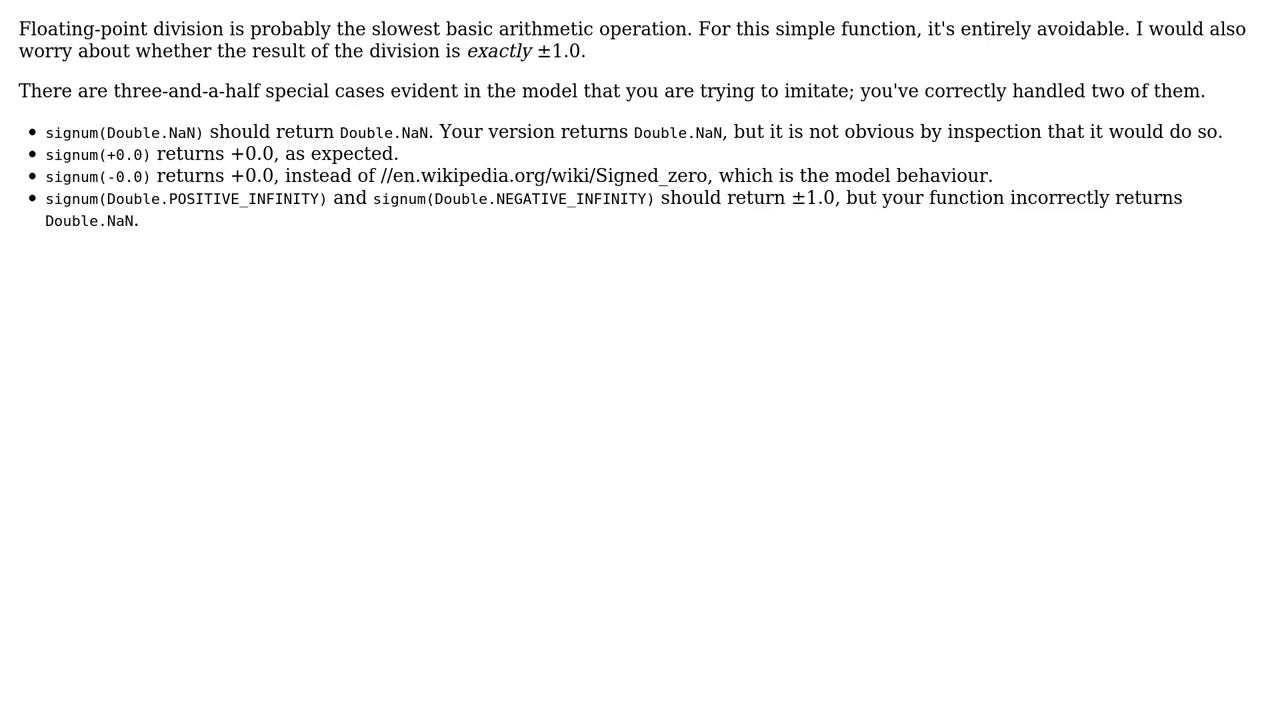 Floating-point division is probably the slowest basic arithmetic operation. For this simple function, it's entirely avoidable. I would also
worry about whether the result of the division is exactly ±1.0.
There are three-and-a-half special cases evident in the model that you are trying to imitate; you've correctly handled two of them.
• signum(Double.NaN) should return Double.NaN. Your version returns Double.NaN, but it is not obvious by inspection that it would do so.
• signum(+0.0) returns +0.0, as expected.
• signum(-0.0) returns +0.0, instead of //en.wikipedia.org/wiki/Signed_zero, which is the model behaviour.
• signum(Double.POSITIVE_INFINITY) and signum(Double.NEGATIVE_INFINITY) should return ±1.0, but your function incorrectly returns
Double.NaN.